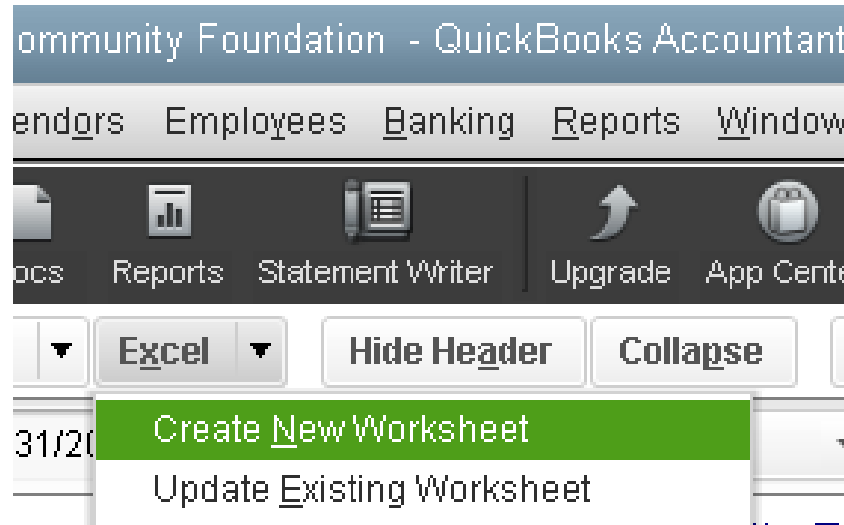 ommunity Foundation - QuickBooks Accountant
endors Employees Banking Reports Window
ocs Reports Statement Writer Upgrade App Cente
Excel Hide Header Collapse
31/20
Create New Worksheet
Update Existing Worksheet